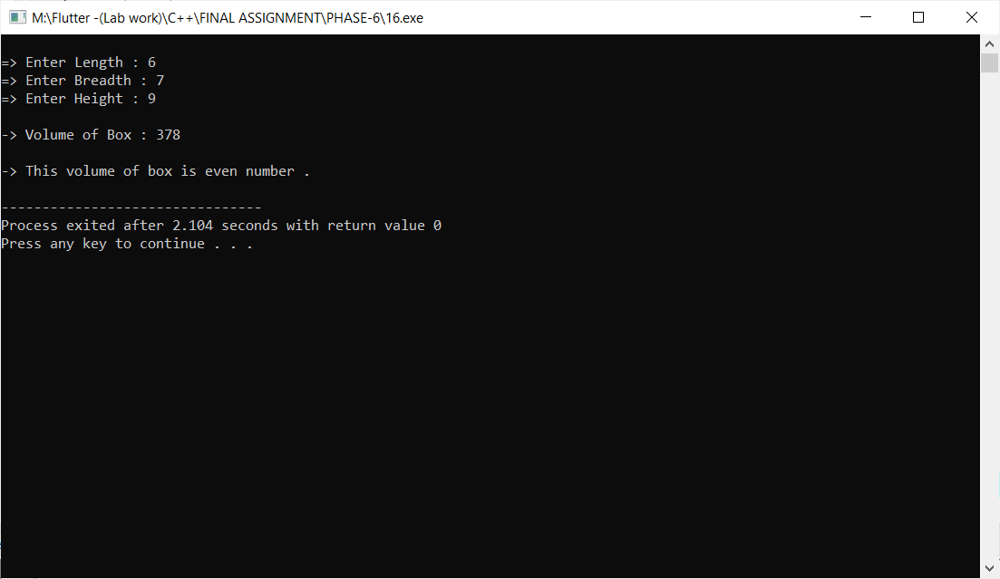 M:\Flutter -(Lab work)\C++\FINAL ASSIGNMENT\PHASE-6\16.exe
=> Enter Length : 6
=> Enter Breadth : 7
=> Enter Height : 9
-> Volume of Box : 378
-> This volume of box is even number .
--------------------------------
Process exited after 2.104 seconds with return value 0
Press any key to continue . . .